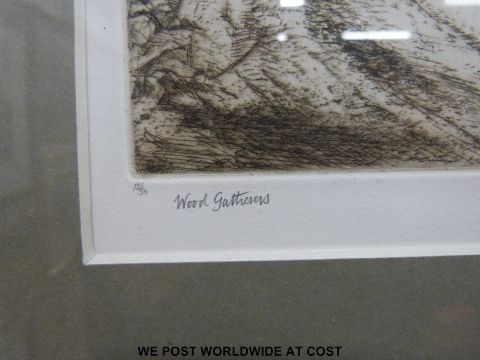 Wood Gatherers
WE POST WORLDWIDE AT COST